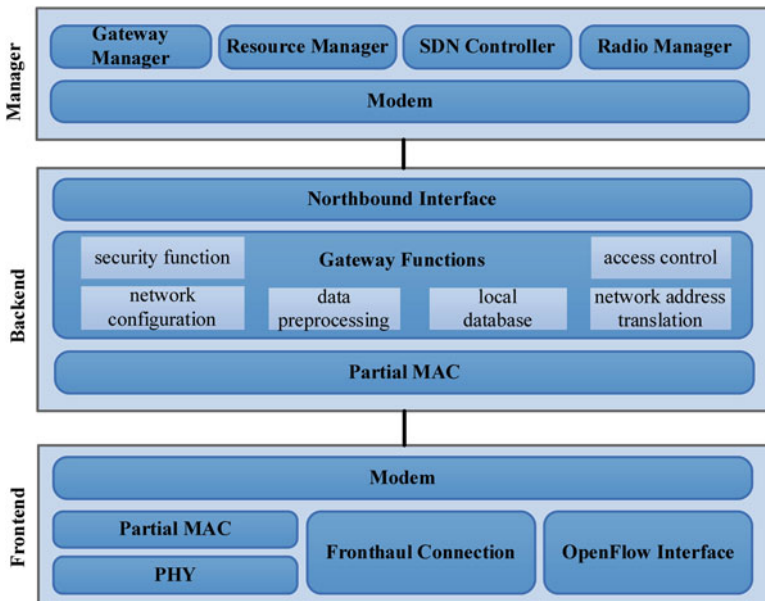 Manager
Gateway
Manager
Resource Manager
SDN Controller
Radio Manager
Modem
Backend
Northbound Interface
Gateway Functions
security function
access control
network
configuration
data
preprocessing
local
database
network address
translation
Partial MAC
Frontend
Modem
Partial MAC
PHY
Fronthaul Connection
OpenFlow Interface